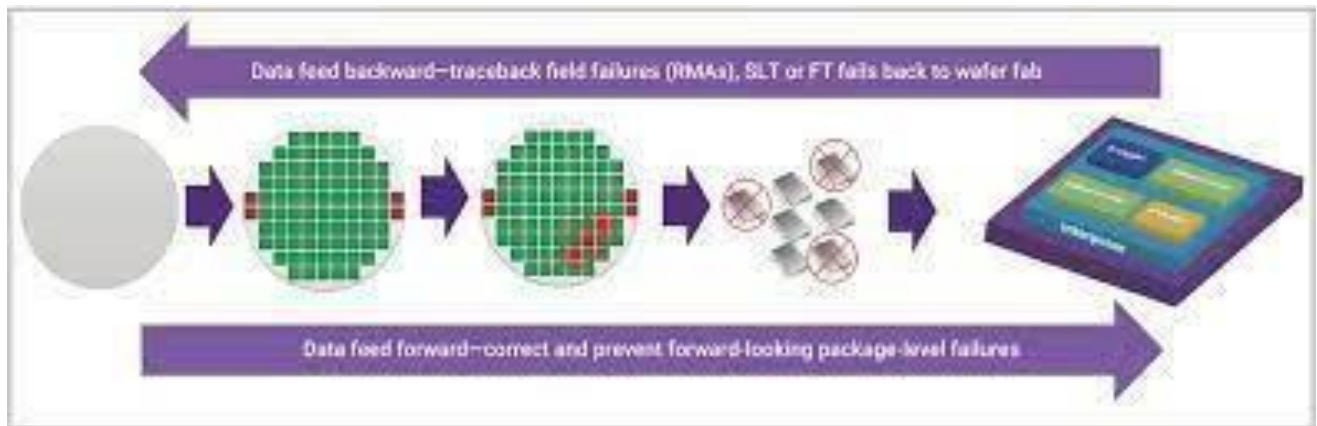 Data feed backward—traceback field failures (RMAs), SLT or FT fails back to wafer fab
Interposer
Data feed forward—correct and prevent forward-looking package-level failures